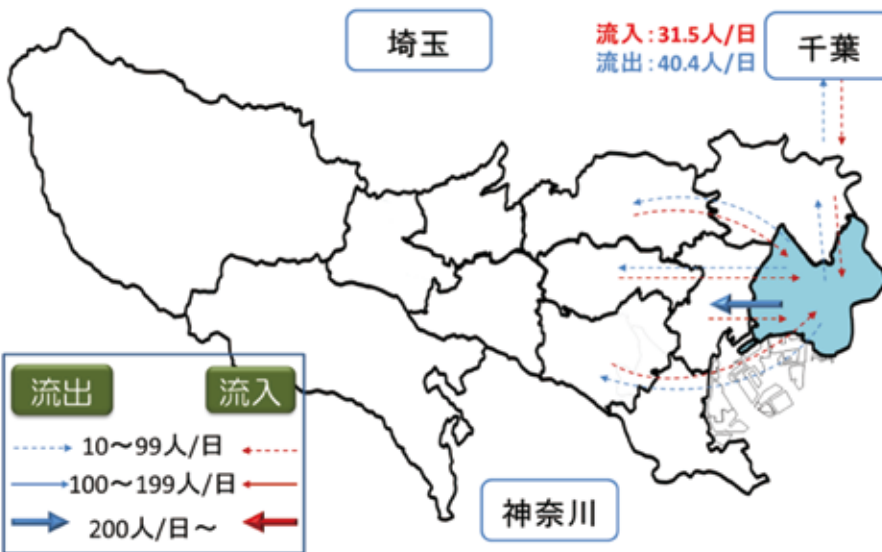 埼玉
流入：31.5人/日
流出：40.4人/日
千葉
流出
流入
10〜99人/日
100〜199人/日
200人/日〜
神奈川